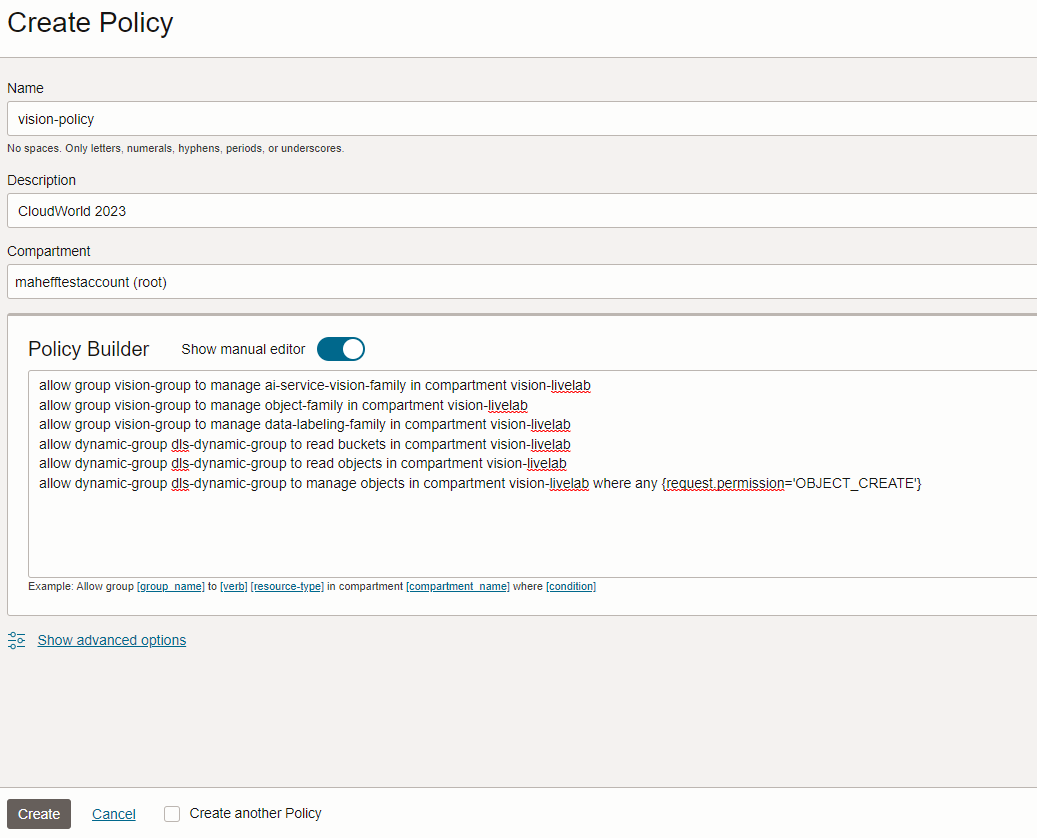 Create Policy
Name
vision-policy
No spaces. Only letters, numerals, hyphens, periods, or underscores.
Description
CloudWorld 2023
Compartment
mahefftestaccount (root)
Policy Builder Show manual editor
allow group vision-group to manage ai-service-vision-family in compartment vision-livelab
allow group vision-group to manage object-family in compartment vision-livelab
allow group vision-group to manage data-labeling-family in compartment vision-livelab
allow dynamic-group dls-dynamic-group to read buckets in compartment vision-livelab
allow dynamic-group dls-dynamic-group to read objects in compartment vision-livelab
allow dynamic-group dls-dynamic-group to manage objects in compartment vision-livelab where any {request.permission='OBJECT_CREATE'}
Example: Allow group [group_name] to [verb] [resource-type] in compartment [compartment_name] where [condition]
Show advanced options
Create Cancel Create another Policy